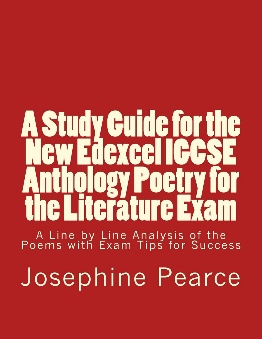 A Study Guide for the
New Edexcel IGCSE
Anthology Poetry for
the Literature Exam
A Line by Line Analysis of the
Poems with Exam Tips for Success
Josephine Pearce